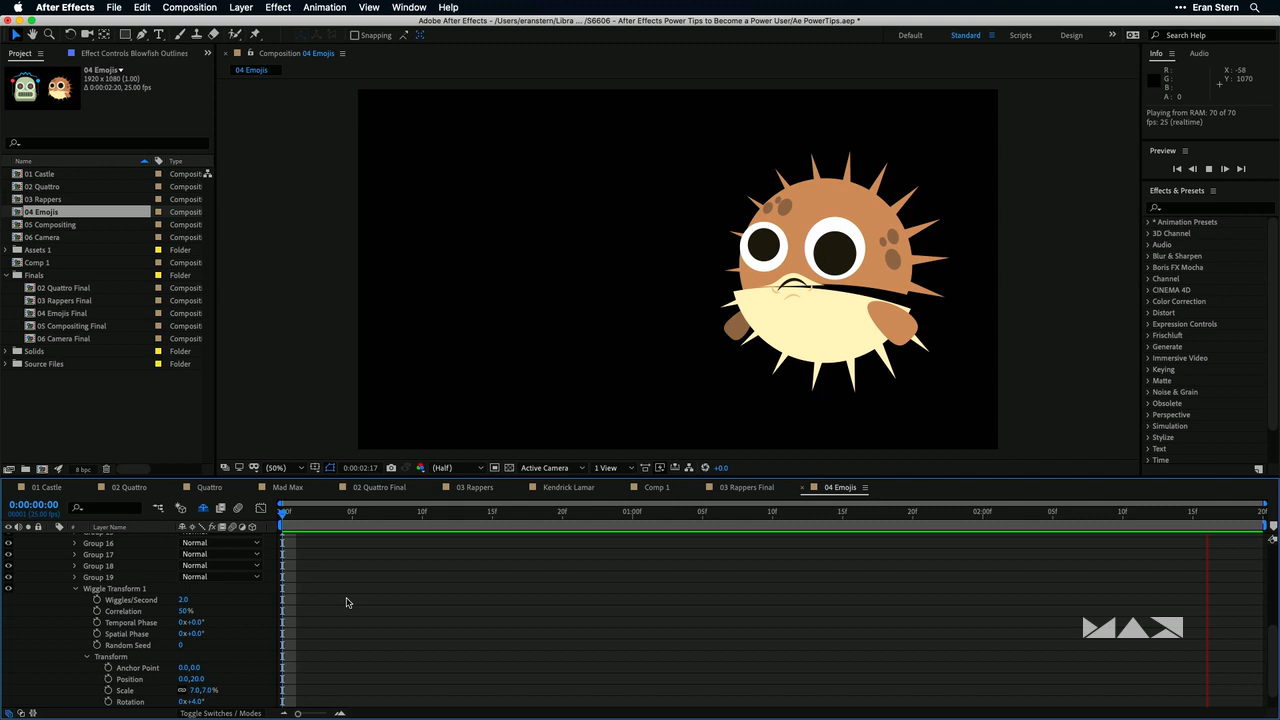 After Effects File Edit Composition Layer Effect Animation View Window Help Eran Stern
Adobe After Effects - /Users/eranstern/Libra ... /S6606 - After Effects Power Tips to Become a Power User/Ae PowerTips.aep *
Snapping Default Standard Scripts Design Search Help
Project Effect Controls Blowfish Outlines Composition 04 Emojis Info Audio
04 Emojis
1920 x 1080 (1.00)
Δ 0:00:02:20, 25.00 fps
04 Emojis
R:
G:
B:
A: 0
X: -58
Y: 1070
Playing from RAM: 70 of 70
fps: 25 (realtime)
Preview
Effects & Presets
* Animation Presets
3D Channel
Audio
Blur & Sharpen
Boris FX Mocha
Channel
CINEMA 4D
Color Correction
Distort
Expression Controls
Frischluft
Generate
Immersive Video
Keying
Matte
Noise & Grain
Obsolete
Perspective
Simulation
Stylize
Text
Time
Name Type
01 Castle Composit
02 Quattro Composit
03 Rappers Composit
04 Emojis Composit
05 Compositing Composit
06 Camera Composit
Assets 1 Folder
Comp 1 Composit
Finals Folder
02 Quattro Final Composit
03 Rappers Final Composit
04 Emojis Final Composit
05 Compositing Final Composit
06 Camera Final Composit
Solids Folder
Source Files Folder
8 bpc
(50%) 0:00:02:17 (Half) Active Camera 1 View +0.0
01 Castle 02 Quattro Quattro Mad Max 02 Quattro Final 03 Rappers Kendrick Lamar Comp 1 03 Rappers Final 04 Emojis
0:00:00:00
00001 (25.00 fps)
05f 10f 15f 20f 01:00f 05f 10f 15f 20f 02:00f 05f 10f 15f 20f
# Layer Name
Group 16 Normal
Group 17 Normal
Group 18 Normal
Group 19 Normal
Wiggle Transform 1
Wiggles/Second 2.0
Correlation 50%
Temporal Phase 0x+0.0°
Spatial Phase 0x+0.0°
Random Seed 0
Transform
Anchor Point 0.0,0.0
Position 0.0,20.0
Scale 7.0,7.0%
Rotation 0x+4.0°
Toggle Switches / Modes
MAX